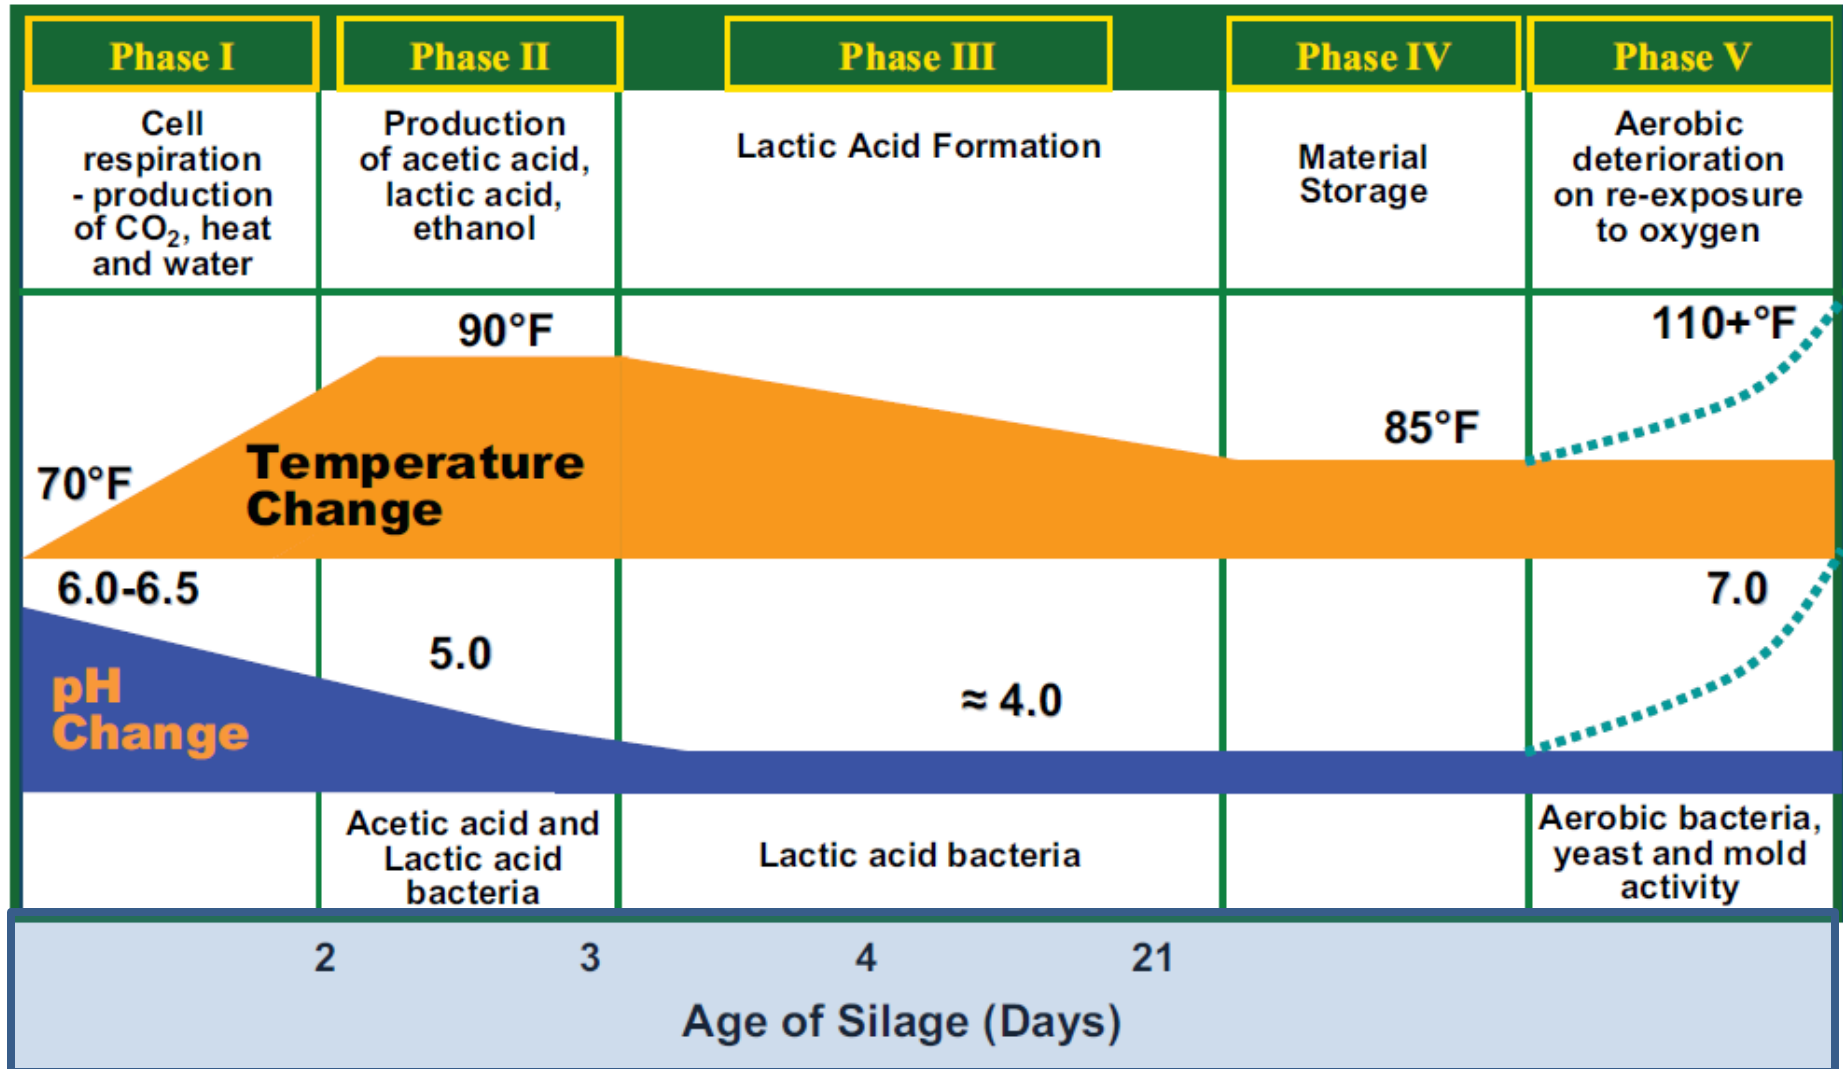 Phase I
Phase II
Phase III
Phase IV
Phase V
Cell
respiration
- production
of CO₂, heat
and water
Production
of acetic acid,
lactic acid,
ethanol
Lactic Acid Formation
Material
Storage
Aerobic
deterioration
on re-exposure
to oxygen
70°F
90°F
85°F
110+°F
Temperature
Change
6.0-6.5
5.0
≈ 4.0
7.0
pH
Change
Acetic acid and
Lactic acid
bacteria
Lactic acid bacteria
Aerobic bacteria,
yeast and mold
activity
2
3
4
21
Age of Silage (Days)